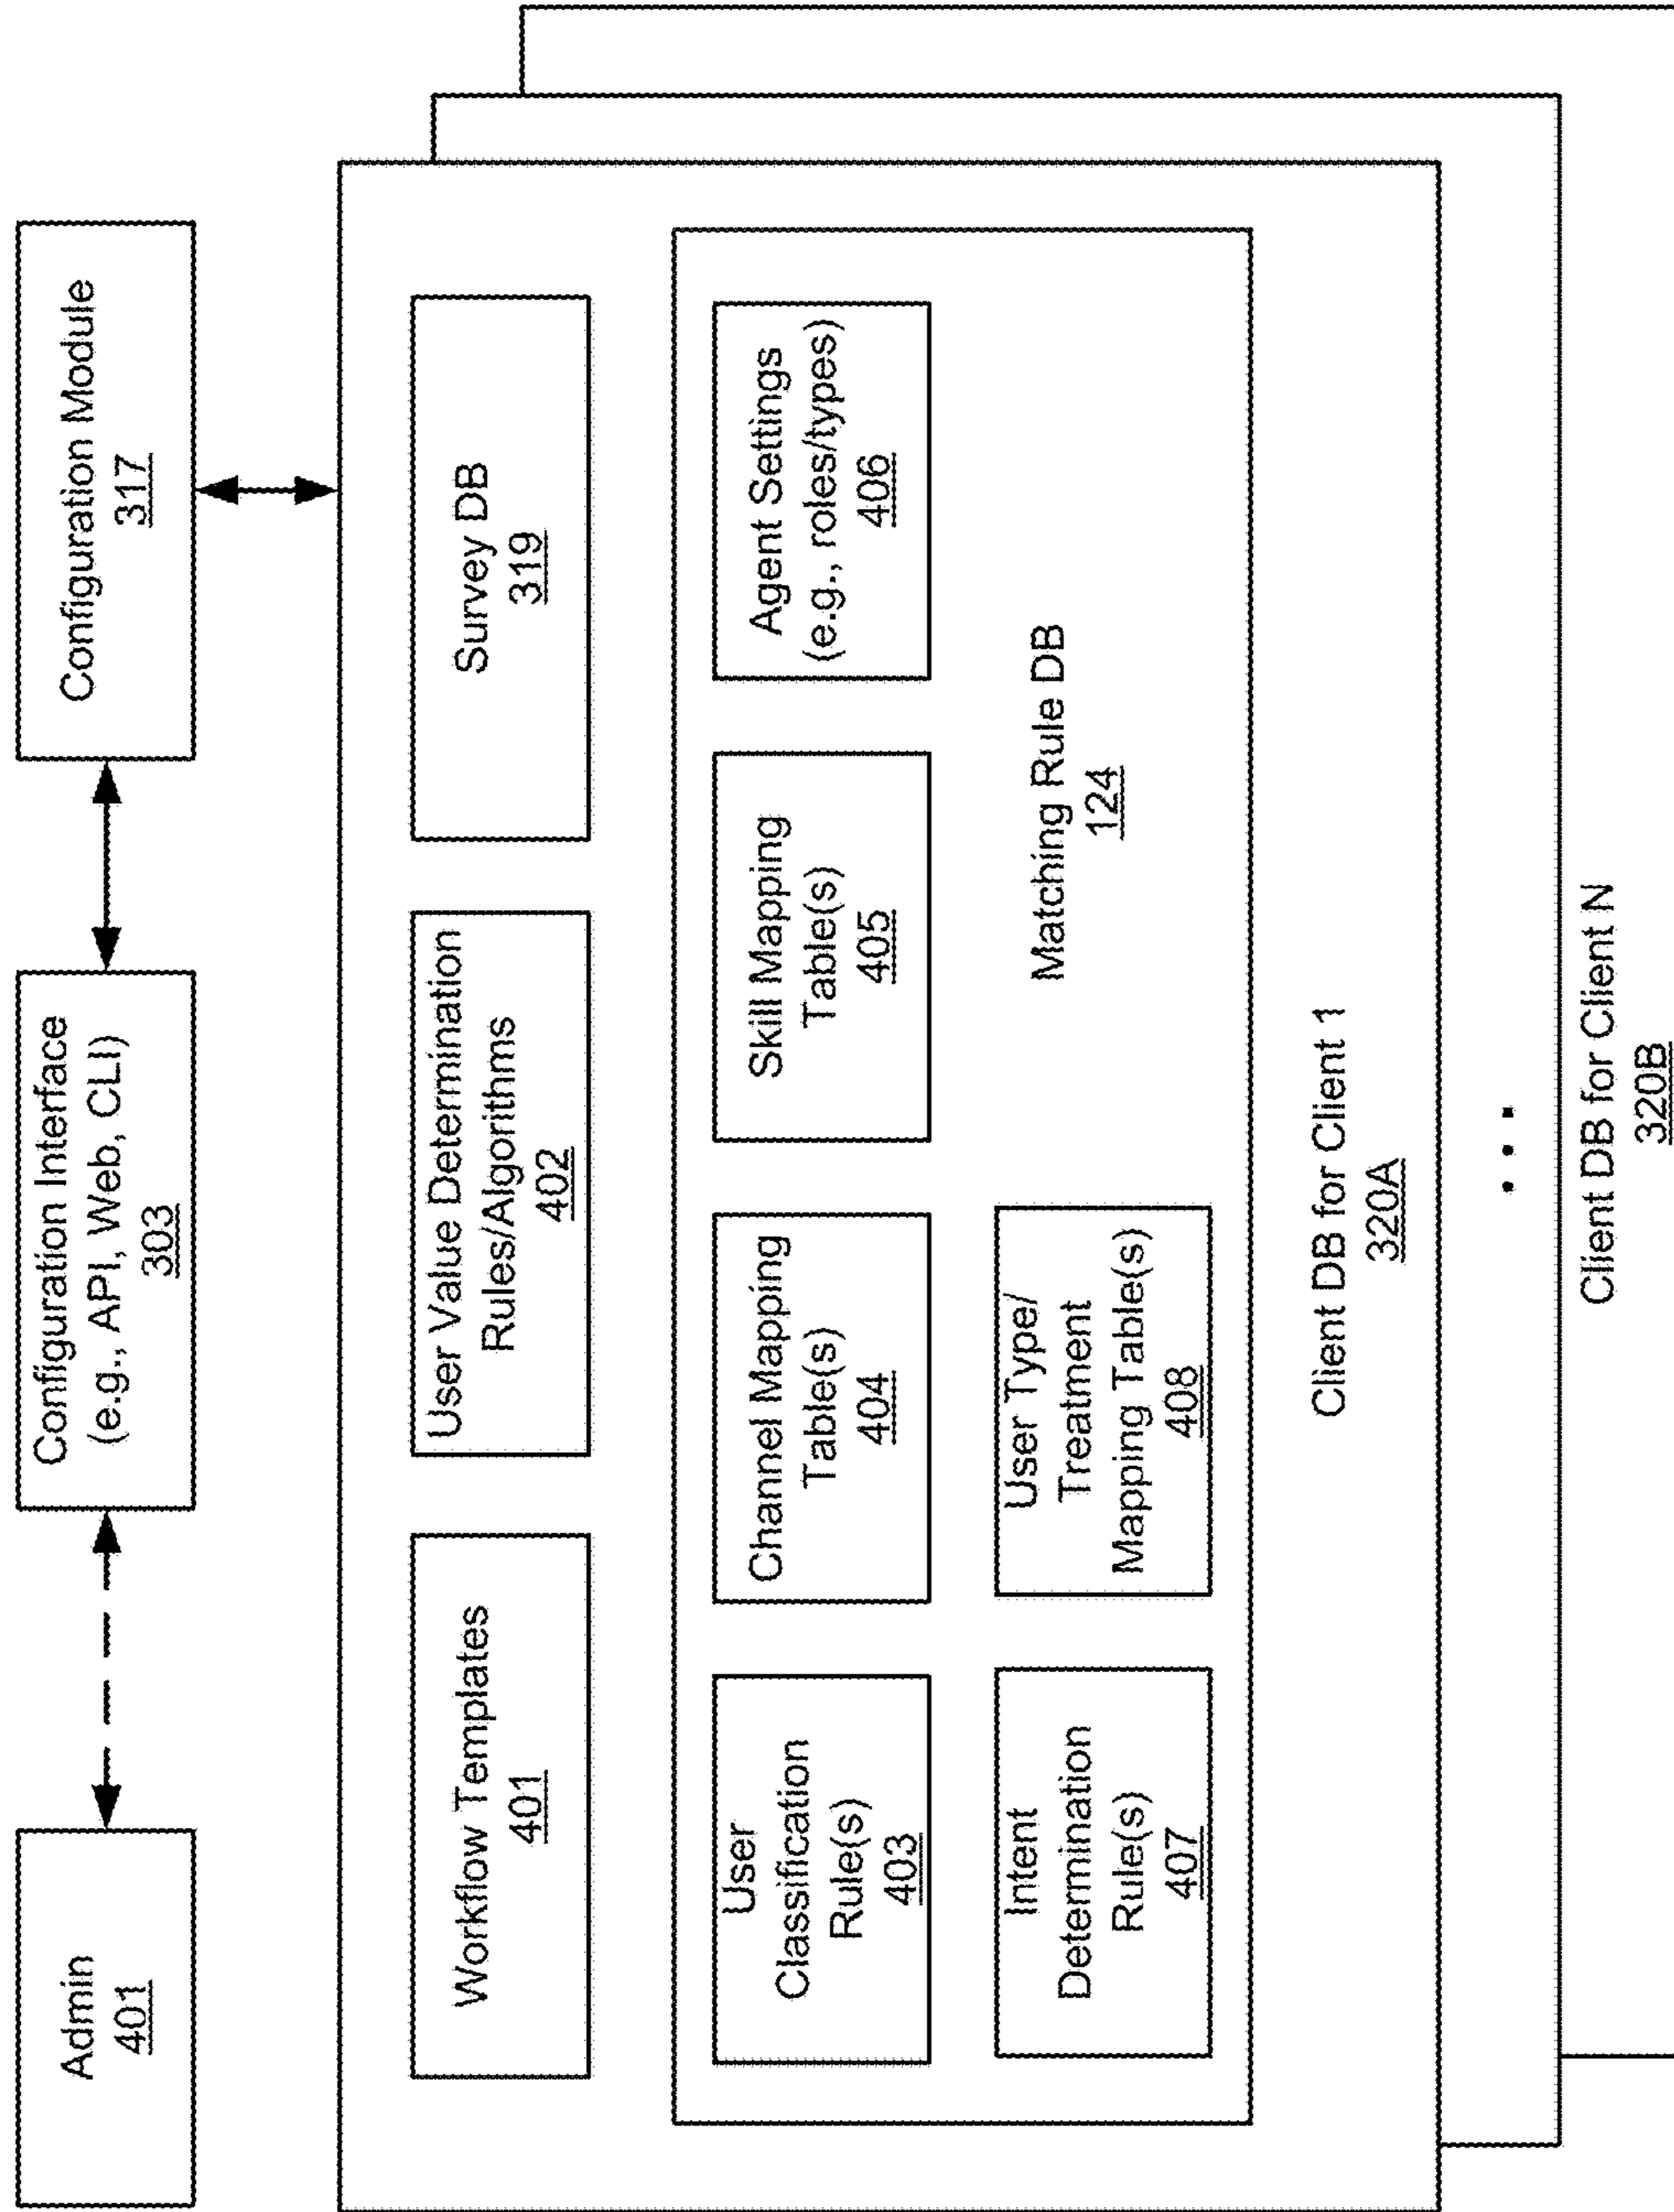 Admin
401
Configuration Interface
(e.g., API, Web, CLI)
303
Configuration Module
317
Workflow Templates
401
User Value Determination
Rules/Algorithms
402
Survey DB
319
User
Classification
Rule(s)
403
Channel Mapping
Table(s)
404
Skill Mapping
Table(s)
405
Agent Settings
(e.g., roles/types)
406
Intent
Determination
Rule(s)
407
User Type/
Treatment
Mapping Table(s)
408
Matching Rule DB
124
Client DB for Client 1
320A
...
Client DB for Client N
320B